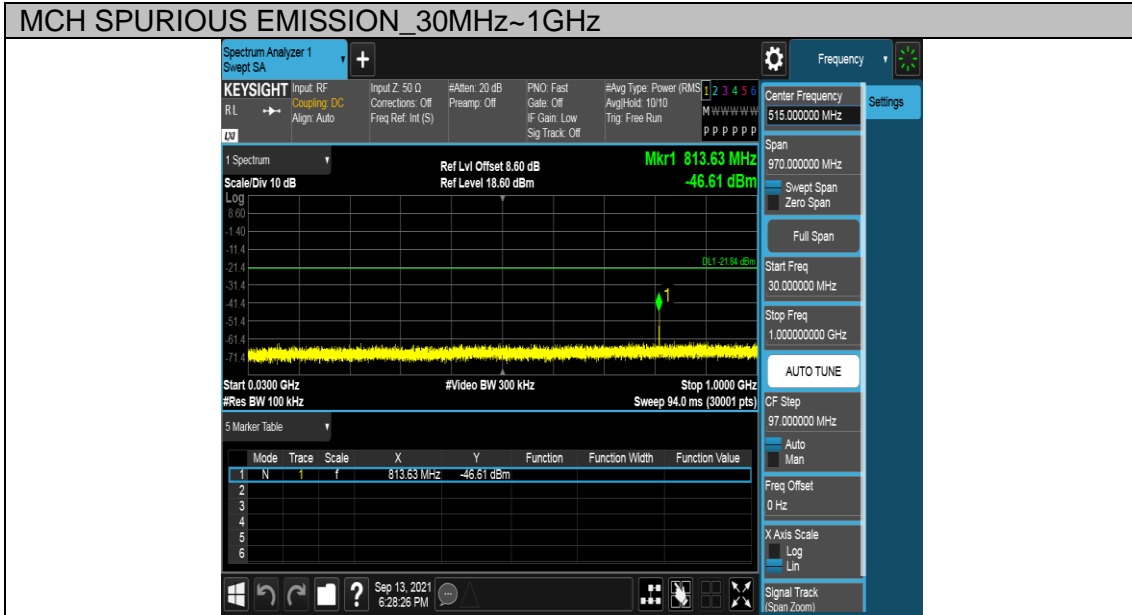 MCH SPURIOUS EMISSION_30MHz~1GHz
Spectrum Analyzer 1
Swept SA
+
Frequency
KEYSIGHT
RL
LXI
Input: RF
Coupling: DC
Align: Auto
Input Z: 50 Ω
Corrections: Off
Freq Ref: Int (S)
#Atten: 20 dB
Preamp: Off
PNO: Fast
Gate: Off
IF Gain: Low
Sig Track: Off
#Avg Type: Power (RMS
Avg|Hold: 10/10
Trig: Free Run
1 2 3 4 5 6
M W W W W W
P P P P P P
Settings
Center Frequency
515.000000 MHz
Span
970.000000 MHz
Swept Span
Zero Span
Full Span
Start Freq
30.000000 MHz
Stop Freq
1.000000000 GHz
AUTO TUNE
CF Step
97.000000 MHz
Auto
Man
Freq Offset
0 Hz
X Axis Scale
Log
Lin
Signal Track
(Span Zoom)
1 Spectrum
Scale/Div 10 dB
Ref Lvl Offset 8.60 dB
Ref Level 18.60 dBm
Mkr1 813.63 MHz
-46.61 dBm
Log
8.60
-1.40
-11.4
-21.4
DL1 -21.84 dBm
-31.4
1
-41.4
-51.4
-61.4
-71.4
Start 0.0300 GHz
#Video BW 300 kHz
Stop 1.0000 GHz
#Res BW 100 kHz
Sweep 94.0 ms (30001 pts)
5 Marker Table
Mode Trace Scale X Y Function Function Width Function Value
1 N 1 f 813.63 MHz -46.61 dBm
2
3
4
5
6
?
Sep 13, 2021
6:28:26 PM